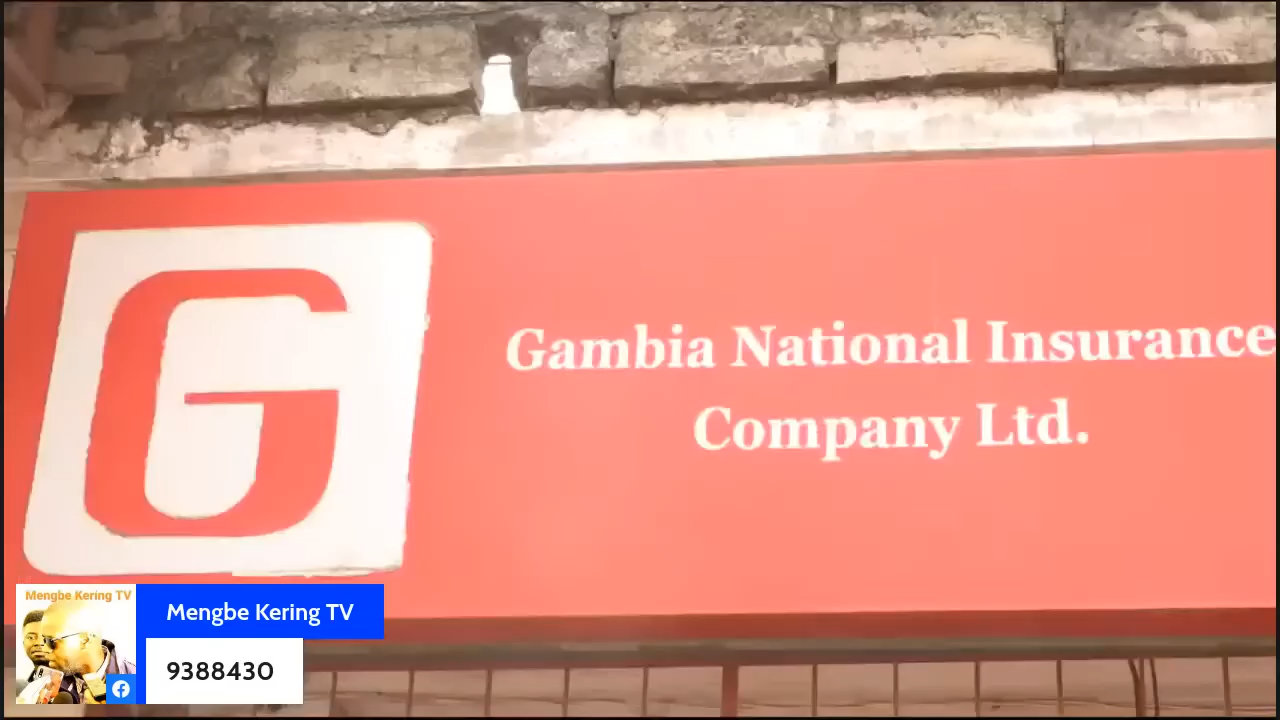 G
Gambia National Insurance
Company Ltd.
Mengbe Kering TV
Mengbe Kering TV
9388430